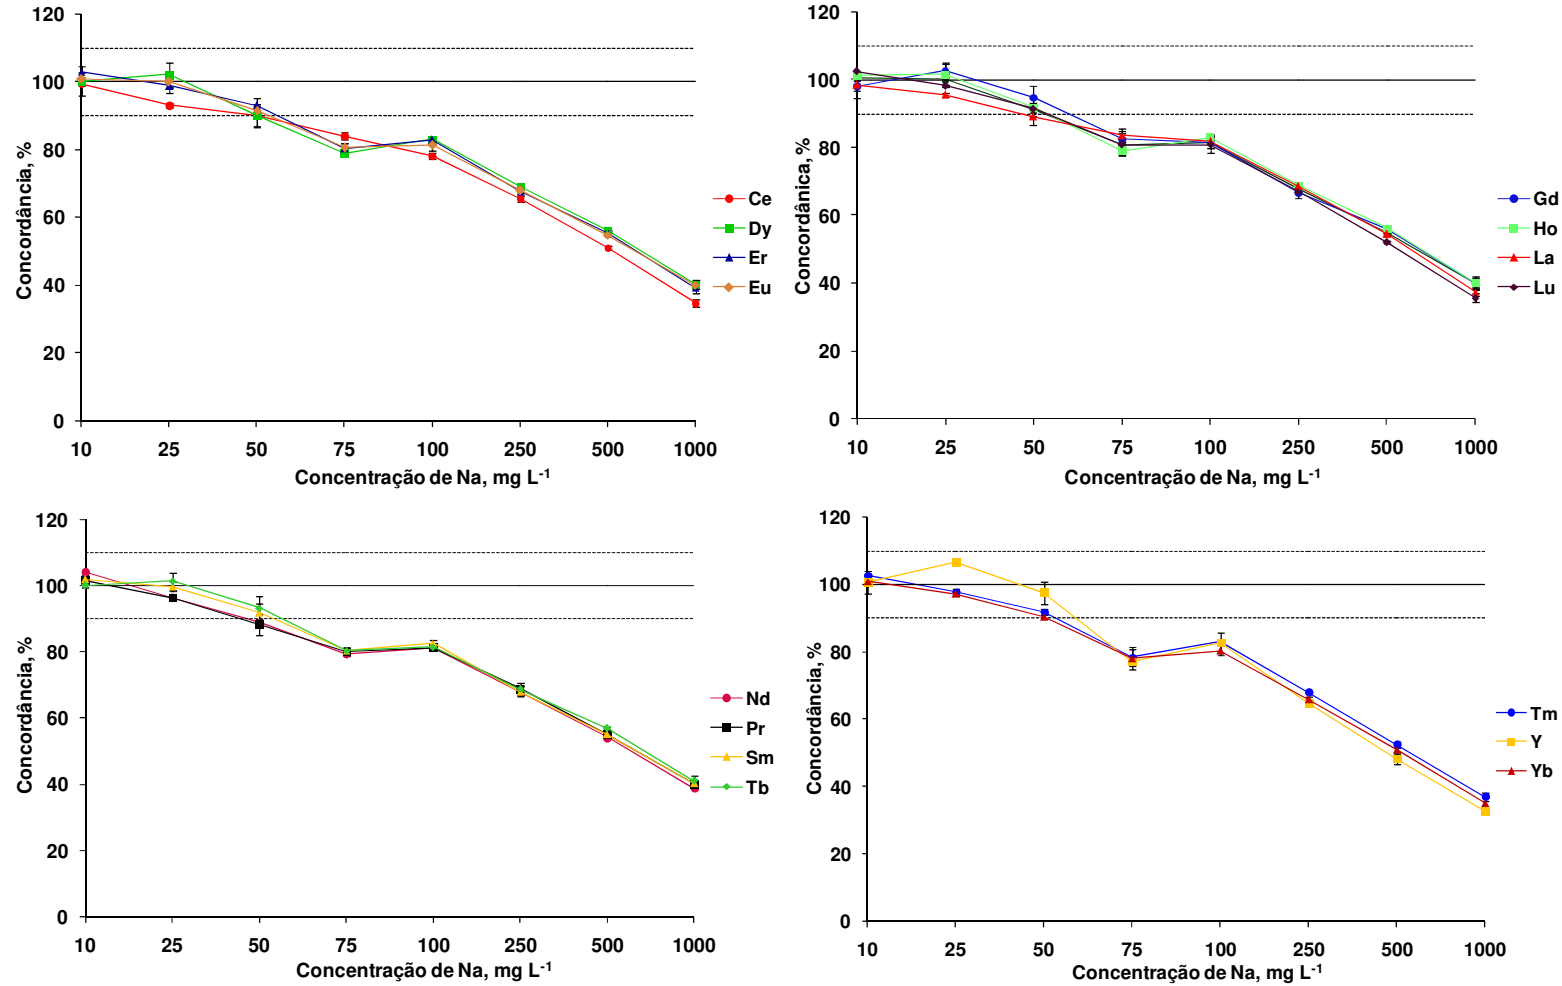 120
100
80
60
40
20
0
Concordância, %
10 25 50 75 100 250 500 1000
Concentração de Na, mg L-1
Ce
Dy
Er
Eu
120
100
80
60
40
20
0
Concordânica, %
10 25 50 75 100 250 500 1000
Concentração de Na, mg L-1
Gd
Ho
La
Lu
120
100
80
60
40
20
0
Concordância, %
10 25 50 75 100 250 500 1000
Concentração de Na, mg L-1
Nd
Pr
Sm
Tb
120
100
80
60
40
20
0
Concordância, %
10 25 50 75 100 250 500 1000
Concentração de Na, mg L-1
Tm
Y
Yb